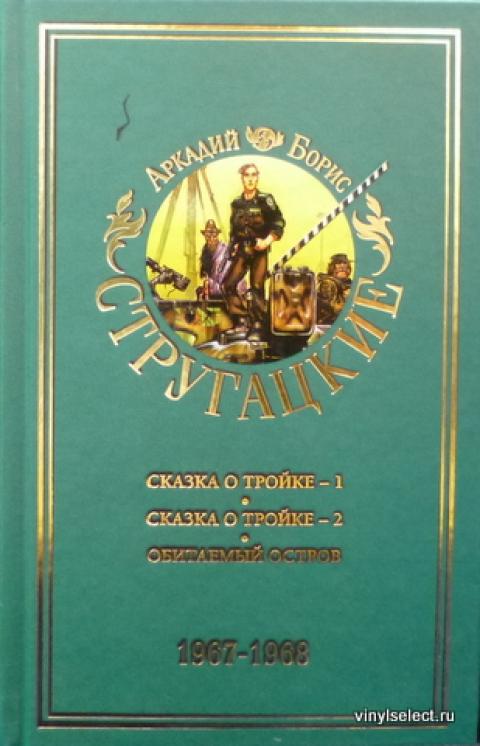 АРКАДИЙ БОРИС
СТРУГАЦКИЕ
СКАЗКА О ТРОЙКЕ – 1
СКАЗКА О ТРОЙКЕ – 2
ОБИТАЕМЫЙ ОСТРОВ
1967-1968
vinylselect.ru